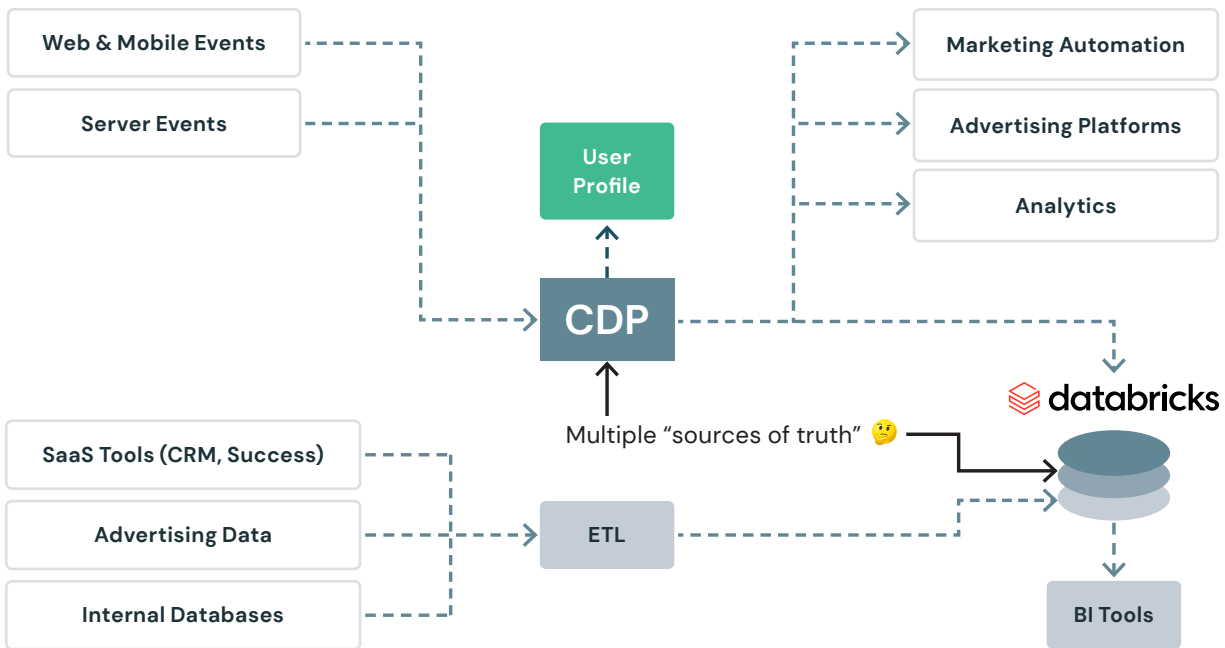 Web & Mobile Events
Server Events
User
Profile
CDP
Marketing Automation
Advertising Platforms
Analytics
databricks
Multiple “sources of truth” 🤔
SaaS Tools (CRM, Success)
Advertising Data
Internal Databases
ETL
BI Tools